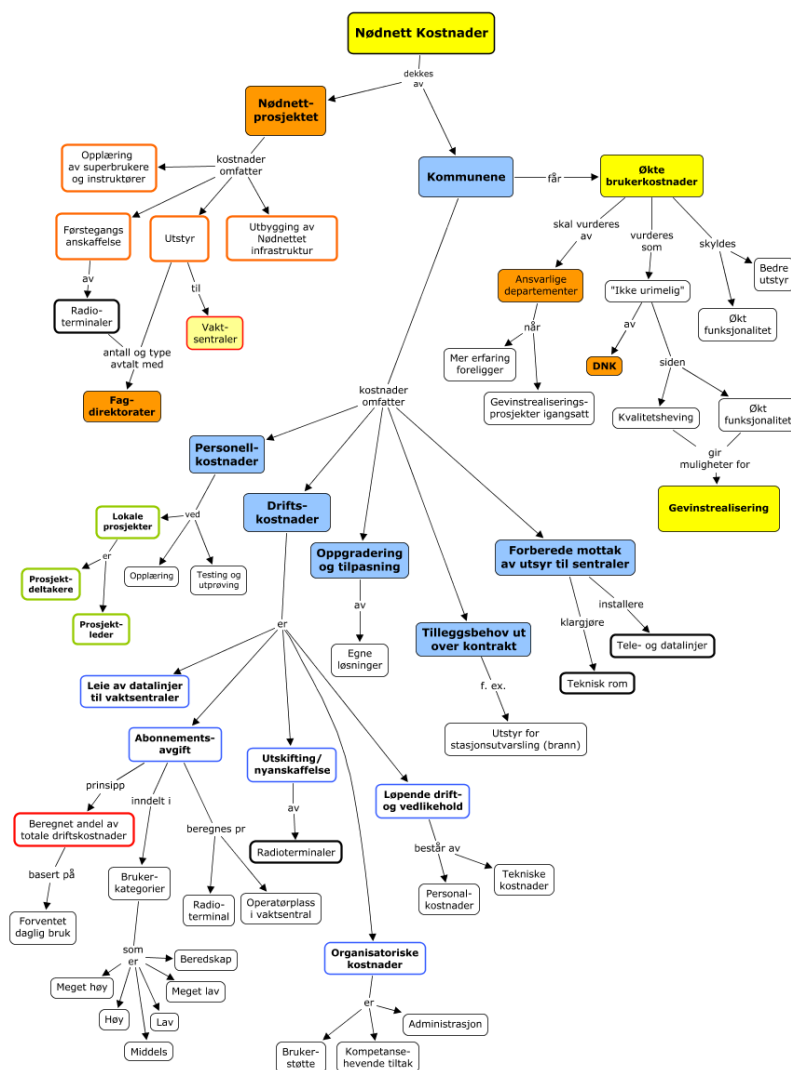 Nødnett Kostnader
dekkes
av
Nødnett-
prosjektet
kostnader
omfatter
Opplæring
av superbrukere
og instruktører
Førstegangs
anskaffelse
Utstyr
Utbygging av
Nødnettet
infrastruktur
av
til
Radio-
terminaler
Vakt-
sentraler
antall og type
avtalt med
Fag-
direktorater
Kommunene
får
Økte
brukerkostnader
skal vurderes
av
vurderes
som
skyldes
Bedre
utstyr
Økt
funksjonalitet
Ansvarlige
departementer
"Ikke urimelig"
når
av
siden
Mer erfaring
foreligger
DNK
Gevinstrealiserings-
prosjekter igangsatt
Kvalitetsheving
Økt
funksjonalitet
gir
muligheter for
Gevinstrealisering
kostnader
omfatter
Personell-
kostnader
Drifts-
kostnader
Oppgradering
og tilpasning
Tilleggsbehov ut
over kontrakt
Forberede mottak
av utsyr til sentraler
Lokale
prosjekter
ved
er
Opplæring
Testing og
utprøving
Prosjekt-
deltakere
Prosjekt-
leder
av
Egne
løsninger
f. ex.
Utstyr for
stasjonsutvarsling (brann)
klargjøre
installere
Tele- og datalinjer
Teknisk rom
er
Leie av datalinjer
til vaktsentraler
Abonnements-
avgift
Utskifting/
nyanskaffelse
Løpende drift-
og vedlikehold
prinsipp
inndelt i
beregnes pr
av
består av
Beregnet andel av
totale driftskostnader
Radioterminaler
basert på
Forventet
daglig bruk
Bruker-
kategorier
Radio-
terminal
Operatørplass
i vaktsentral
Personal-
kostnader
Tekniske
kostnader
som
er
Meget høy
Høy
Middels
Lav
Meget lav
Beredskap
Organisatoriske
kostnader
er
Bruker-
støtte
Kompetanse-
hevende tiltak
Administrasjon